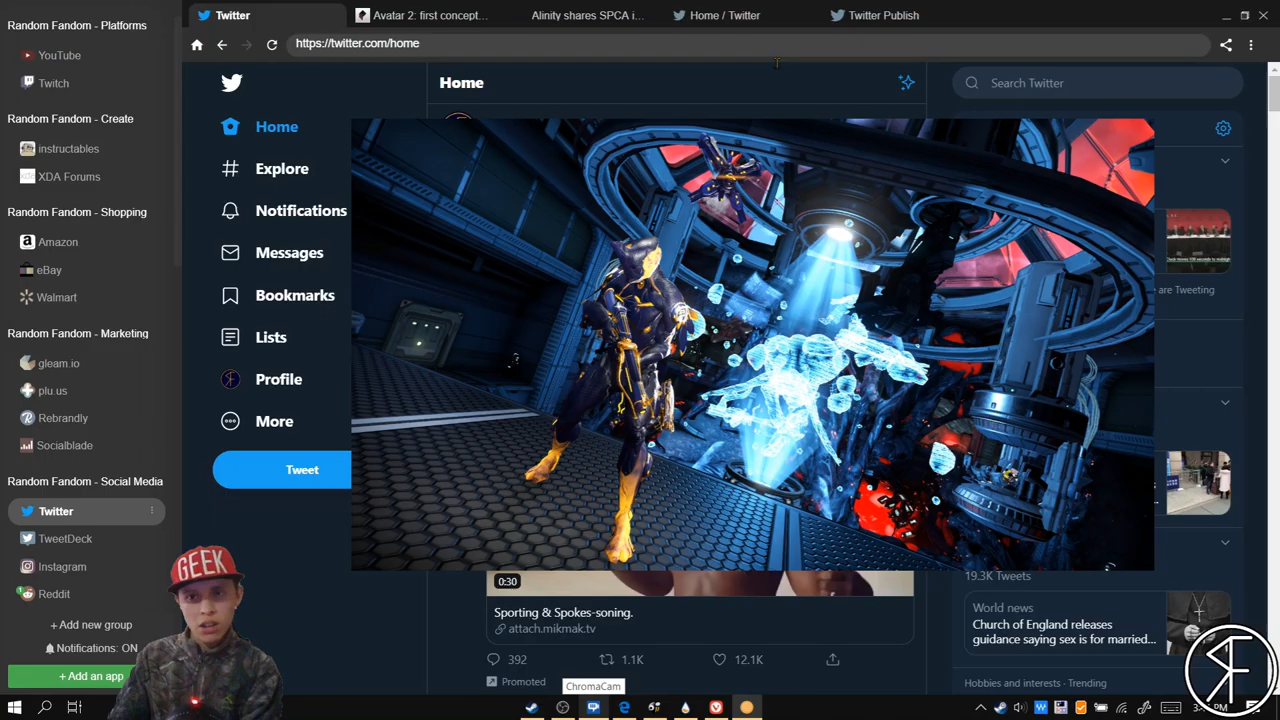 Random Fandom - Platforms
YouTube
Twitch
Random Fandom - Create
instructables
XDA Forums
Random Fandom - Shopping
Amazon
eBay
Walmart
Random Fandom - Marketing
gleam.io
plu.us
Rebrandly
Socialblade
Random Fandom - Social Media
Twitter
TweetDeck
Instagram
Reddit
+ Add new group
Notifications: ON
+ Add an app
Twitter
Avatar 2: first concept...
Alinity shares SPCA i...
Home / Twitter
Twitter Publish
https://twitter.com/home
Home
Explore
Notifications
Messages
Bookmarks
Lists
Profile
More
Tweet
Home
Search Twitter
are Tweeting
19.3K Tweets
World news
Church of England releases
guidance saying sex is for married...
Hobbies and interests · Trending
0:30
Sporting & Spokes-soning.
attach.mikmak.tv
392
1.1K
12.1K
Promoted
ChromaCam
GEEK